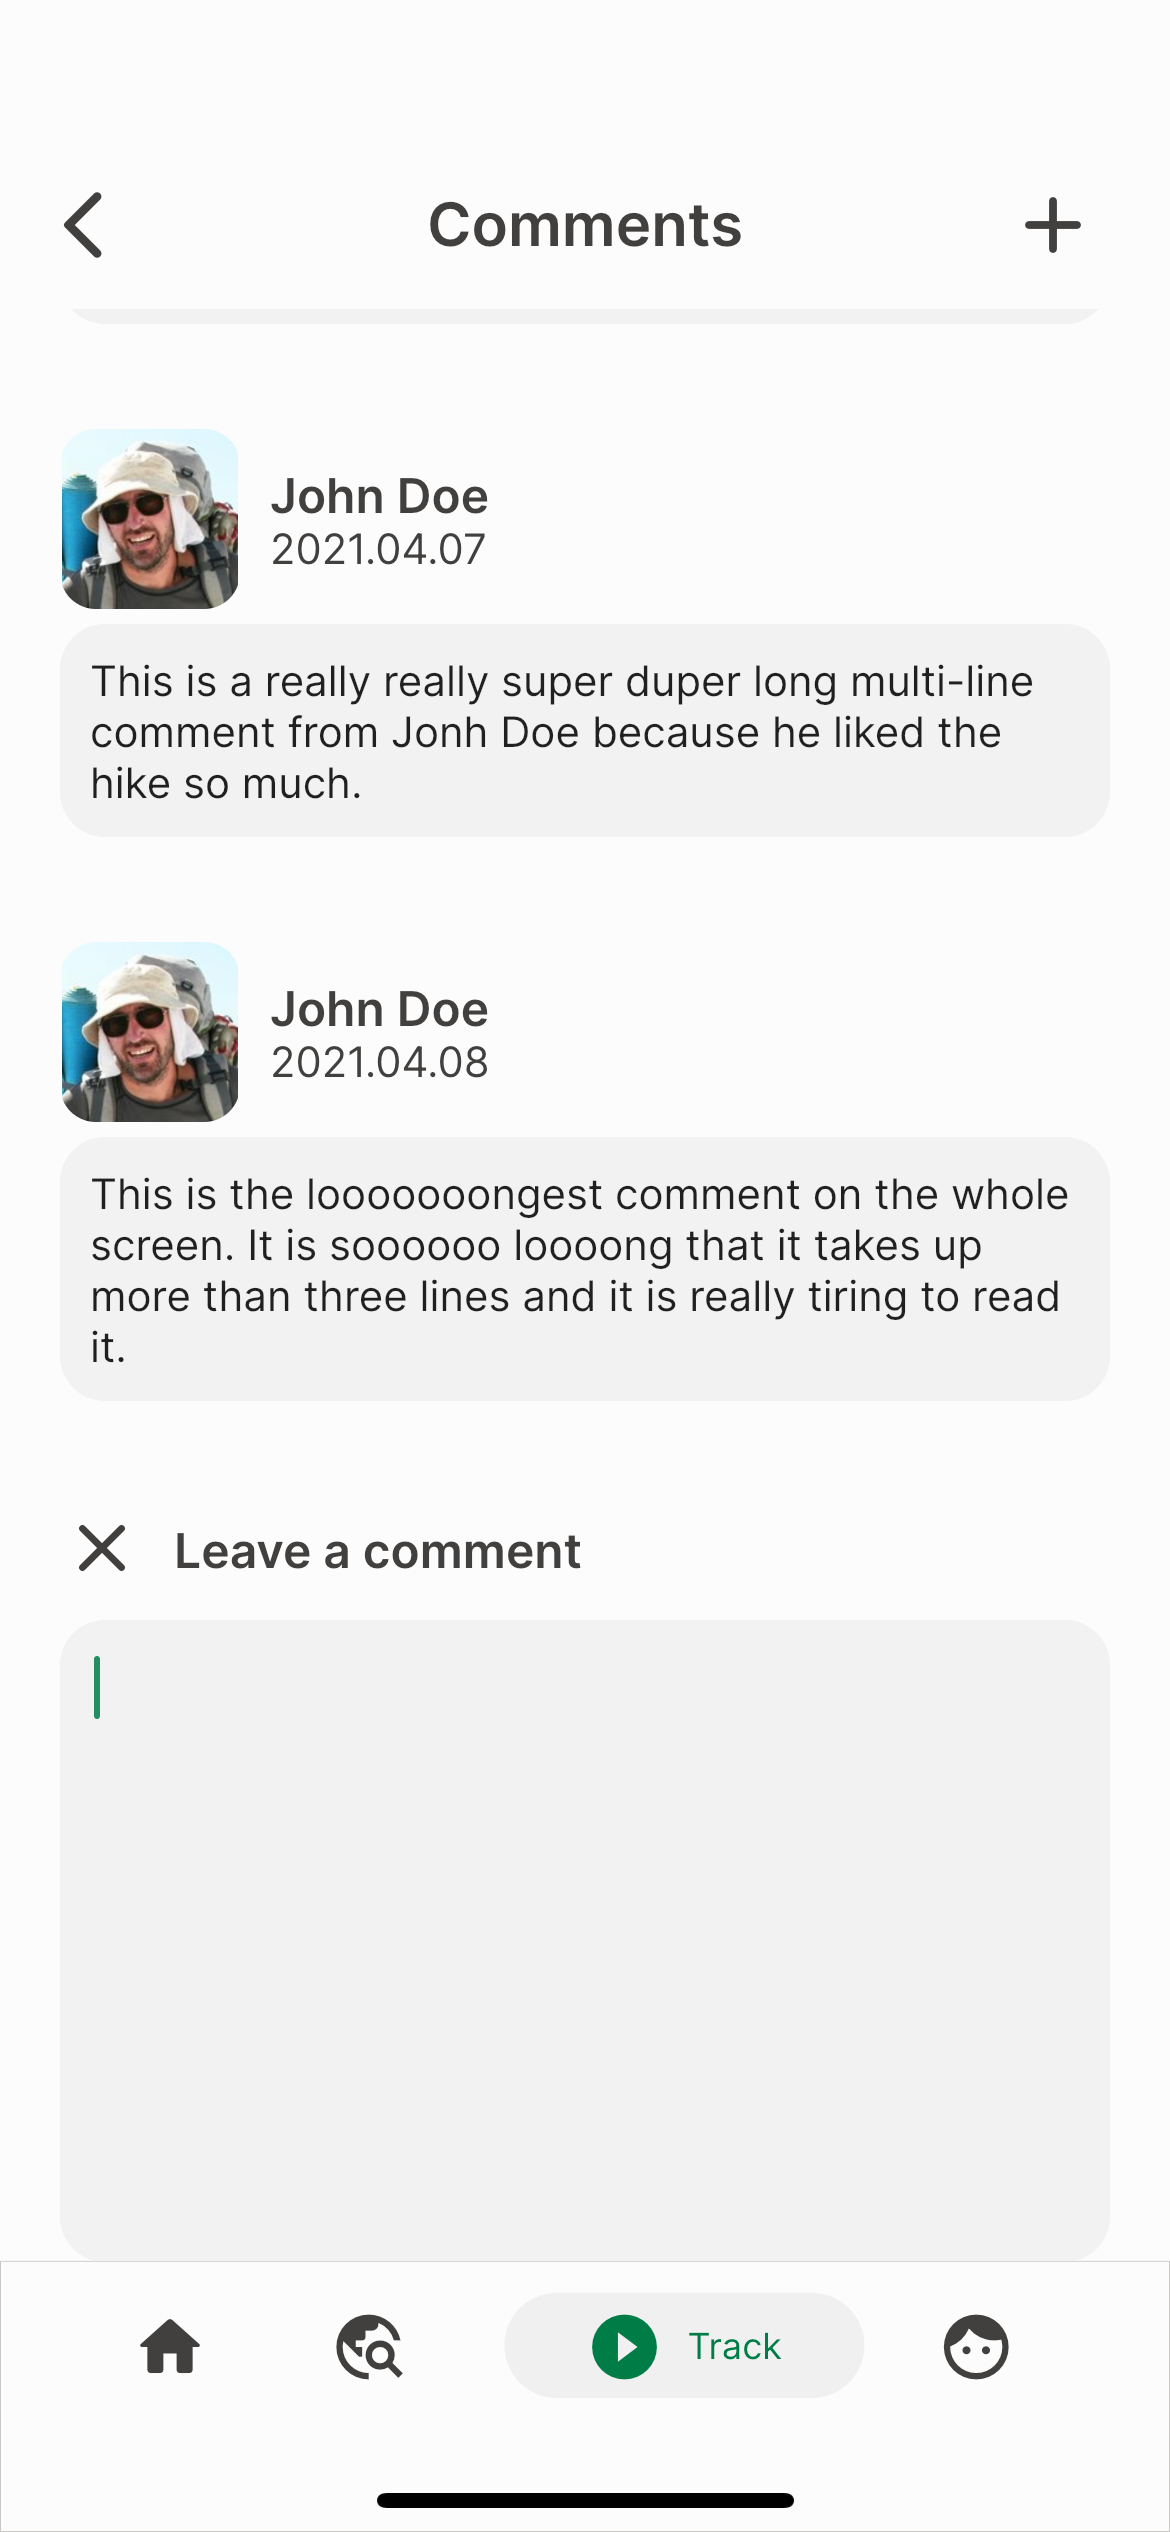 Comments
John Doe
2021.04.07
This is a really really super duper long multi-line
comment from Jonh Doe because he liked the
hike so much.
John Doe
2021.04.08
This is the looooooongest comment on the whole
screen. It is soooooo loooong that it takes up
more than three lines and it is really tiring to read
it.
Leave a comment
Track